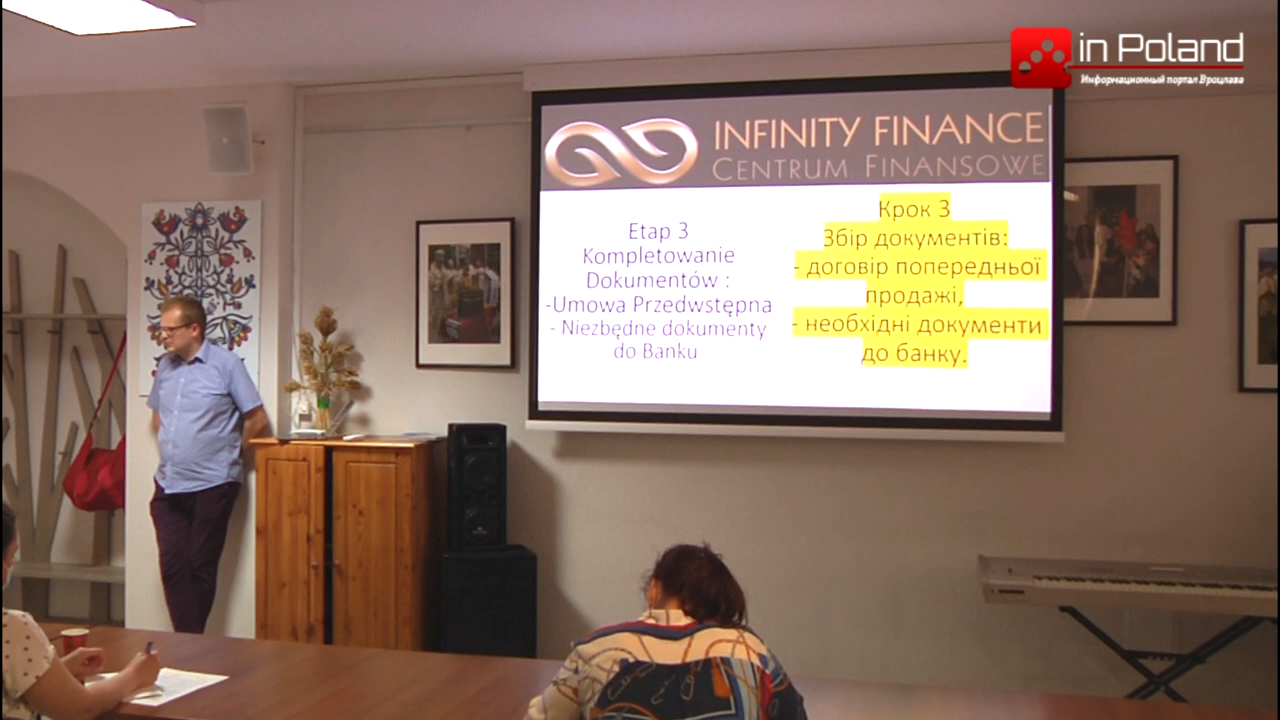 in Poland
Информационный портал Вроцлава
INFINITY FINANCE
CENTRUM FINANSOWE
Etap 3
Kompletowanie
Dokumentów :
-Umowa Przedwstępna
- Niezbędne dokumenty
do Banku
Крок 3
Збір документів:
- договір попередньої
продажі,
- необхідні документи
до банку.